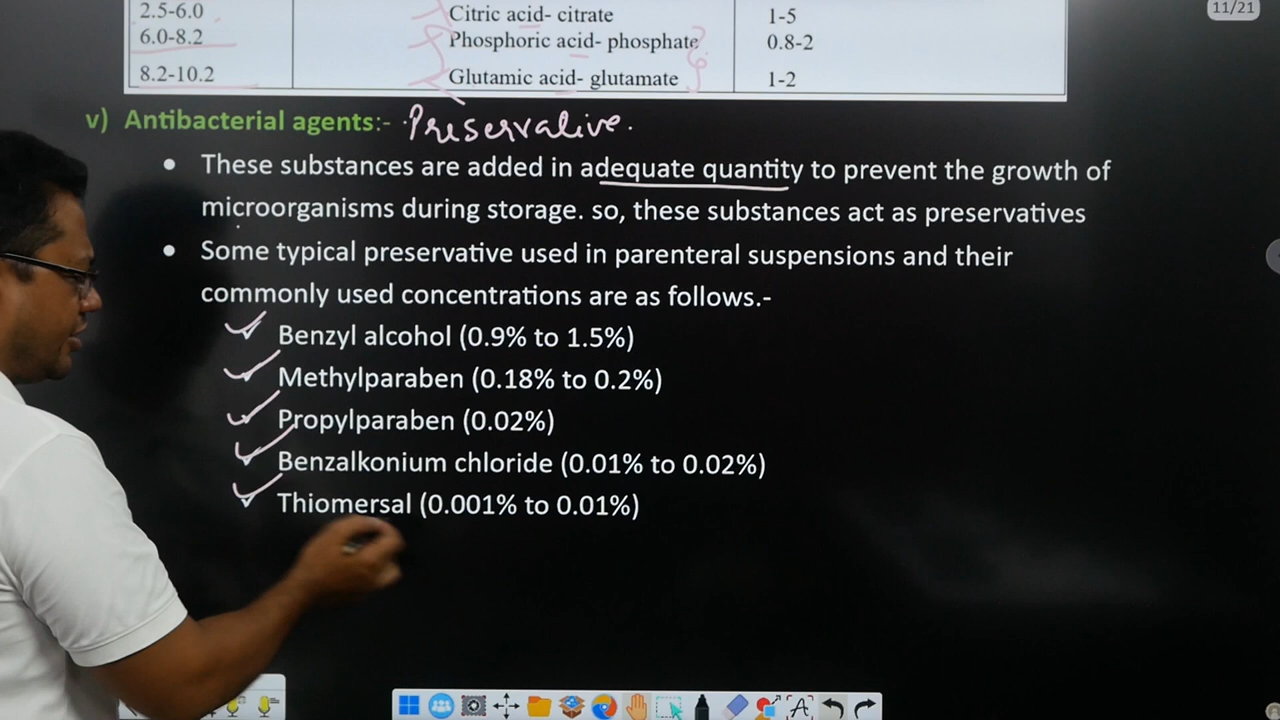 11/21
2.5-6.0 Citric acid- citrate 1-5
6.0-8.2 Phosphoric acid- phosphate 0.8-2
8.2-10.2 Glutamic acid- glutamate 1-2
v) Antibacterial agents:- Preservative.
• These substances are added in adequate quantity to prevent the growth of
microorganisms during storage. so, these substances act as preservatives
• Some typical preservative used in parenteral suspensions and their
commonly used concentrations are as follows.-
✓ Benzyl alcohol (0.9% to 1.5%)
✓ Methylparaben (0.18% to 0.2%)
✓ Propylparaben (0.02%)
✓ Benzalkonium chloride (0.01% to 0.02%)
✓ Thiomersal (0.001% to 0.01%)